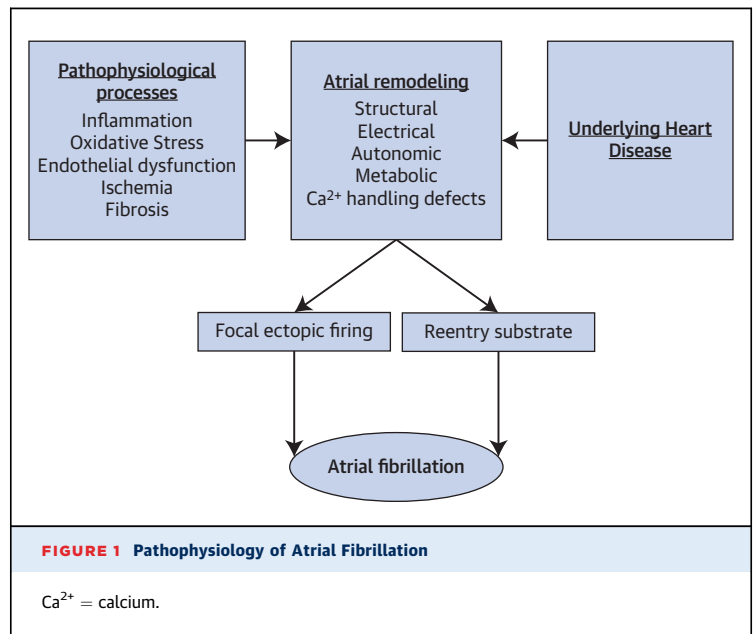 Pathophysiological
processes
Inflammation
Oxidative Stress
Endothelial dysfunction
Ischemia
Fibrosis
Atrial remodeling
Structural
Electrical
Autonomic
Metabolic
Ca²⁺ handling defects
Underlying Heart
Disease
Focal ectopic firing
Reentry substrate
Atrial fibrillation
FIGURE 1 Pathophysiology of Atrial Fibrillation
Ca²⁺ = calcium.